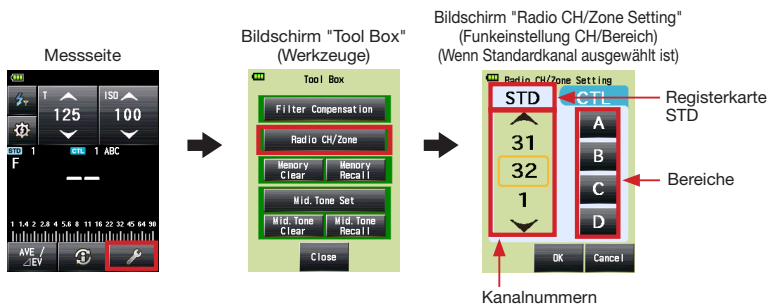 Messseite
T
125
ISO
100
STD 1
CTL 1 ABC
F
1 1.4 2 2.8 4 5.6 8 11 16 22 32 45 64 90
AVE /
⊿EV
Bildschirm "Tool Box"
(Werkzeuge)
Tool Box
Filter Compensation
Radio CH/Zone
Memory Clear
Memory Recall
Mid. Tone Set
Mid. Tone Clear
Mid. Tone Recall
Close
Bildschirm "Radio CH/Zone Setting"
(Funkeinstellung CH/Bereich)
(Wenn Standardkanal ausgewählt ist)
Radio CH/Zone Setting
STD
CTL
31
32
1
A
B
C
D
OK
Cancel
Registerkarte
STD
Bereiche
Kanalnummern